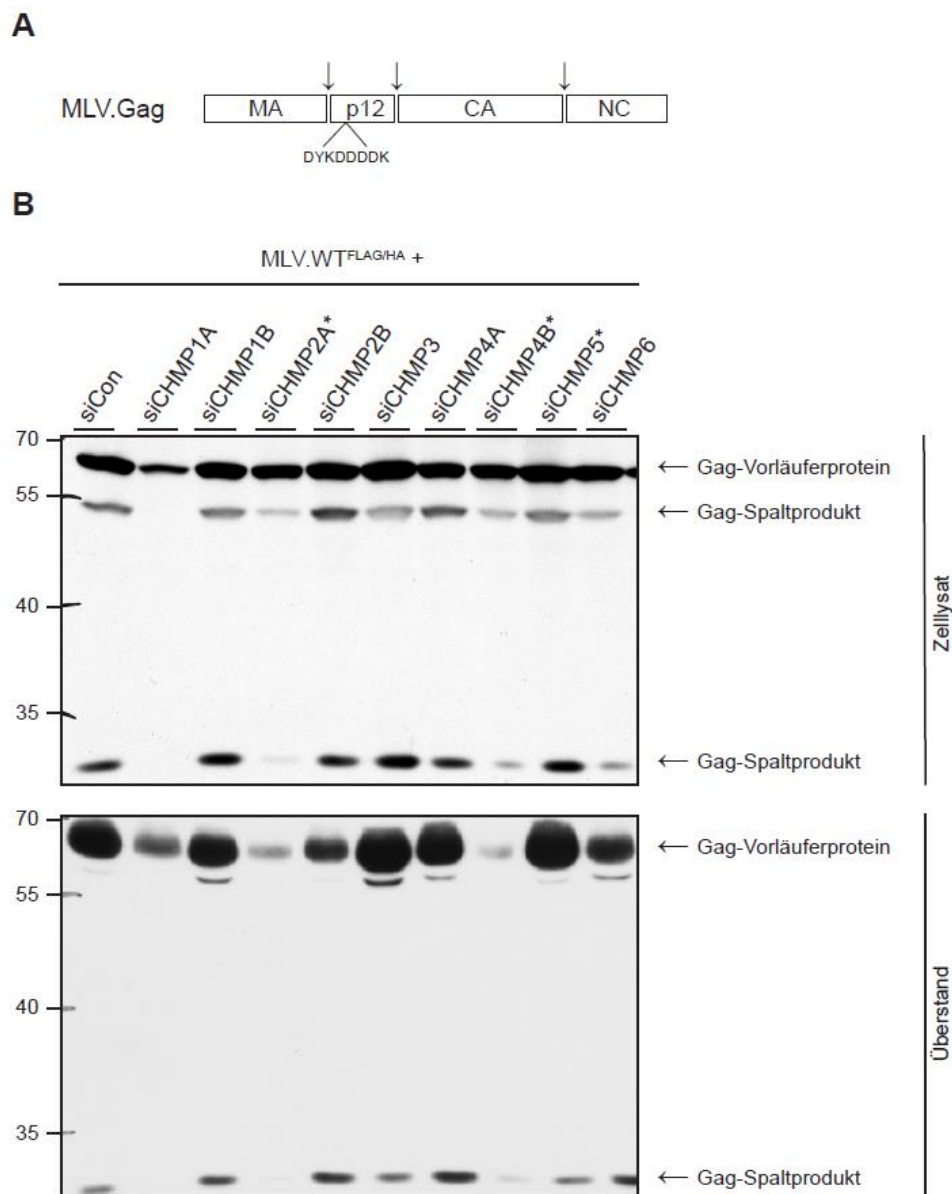 A
MLV.Gag
MA p12 CA NC
DYKDDDDK
B
MLV.WTFLAG/HA +
siCon siCHMP1A siCHMP1B siCHMP2A* siCHMP2B siCHMP3 siCHMP4A siCHMP4B* siCHMP5* siCHMP6
70
← Gag-Vorläuferprotein
55
← Gag-Spaltprodukt
40
35
← Gag-Spaltprodukt
Zelllysat
70
← Gag-Vorläuferprotein
55
40
35
← Gag-Spaltprodukt
Überstand